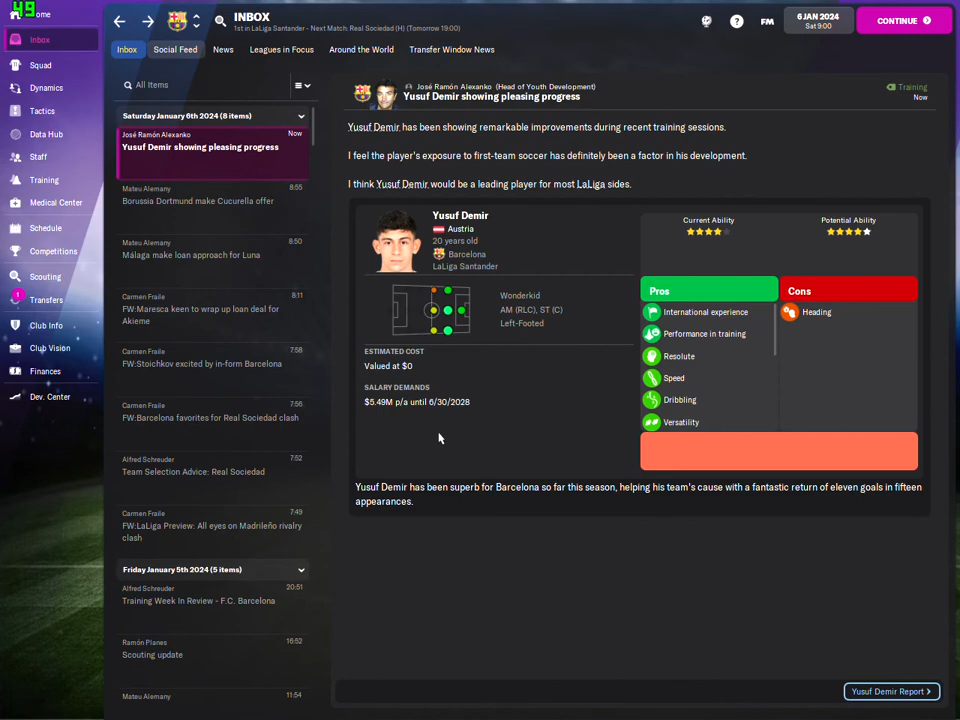 49
Home
INBOX
1st in LaLiga Santander - Next Match: Real Sociedad (H) (Tomorrow 19:00)
?
FM
6 JAN 2024
Sat 9:00
CONTINUE
Inbox
Squad
Dynamics
Tactics
Data Hub
Staff
Training
Medical Center
Schedule
Competitions
Scouting
1
Transfers
Club Info
Club Vision
Finances
Dev. Center
Inbox
Social Feed
News
Leagues in Focus
Around the World
Transfer Window News
All Items
Saturday January 6th 2024 (8 items)
José Ramón Alexanko
Now
Yusuf Demir showing pleasing progress
Mateu Alemany
8:55
Borussia Dortmund make Cucurella offer
Mateu Alemany
8:50
Málaga make loan approach for Luna
Carmen Fraile
8:11
FW:Maresca keen to wrap up loan deal for
Akieme
Carmen Fraile
7:58
FW:Stoichkov excited by in-form Barcelona
Carmen Fraile
7:56
FW:Barcelona favorites for Real Sociedad clash
Alfred Schreuder
7:52
Team Selection Advice: Real Sociedad
Carmen Fraile
7:49
FW:LaLiga Preview: All eyes on Madrileño rivalry
clash
Friday January 5th 2024 (5 items)
Alfred Schreuder
20:51
Training Week In Review - F.C. Barcelona
Ramón Planes
16:52
Scouting update
Mateu Alemany
11:54
José Ramón Alexanko (Head of Youth Development)
Yusuf Demir showing pleasing progress
Training
Now
Yusuf Demir has been showing remarkable improvements during recent training sessions.
I feel the player's exposure to first-team soccer has definitely been a factor in his development.
I think Yusuf Demir would be a leading player for most LaLiga sides.
Yusuf Demir
Austria
20 years old
Barcelona
LaLiga Santander
Wonderkid
AM (RLC), ST (C)
Left-Footed
ESTIMATED COST
Valued at $0
SALARY DEMANDS
$5.49M p/a until 6/30/2028
Current Ability
Potential Ability
Pros
Cons
International experience
Performance in training
Resolute
Speed
Dribbling
Versatility
Heading
Yusuf Demir has been superb for Barcelona so far this season, helping his team's cause with a fantastic return of eleven goals in fifteen
appearances.
Yusuf Demir Report